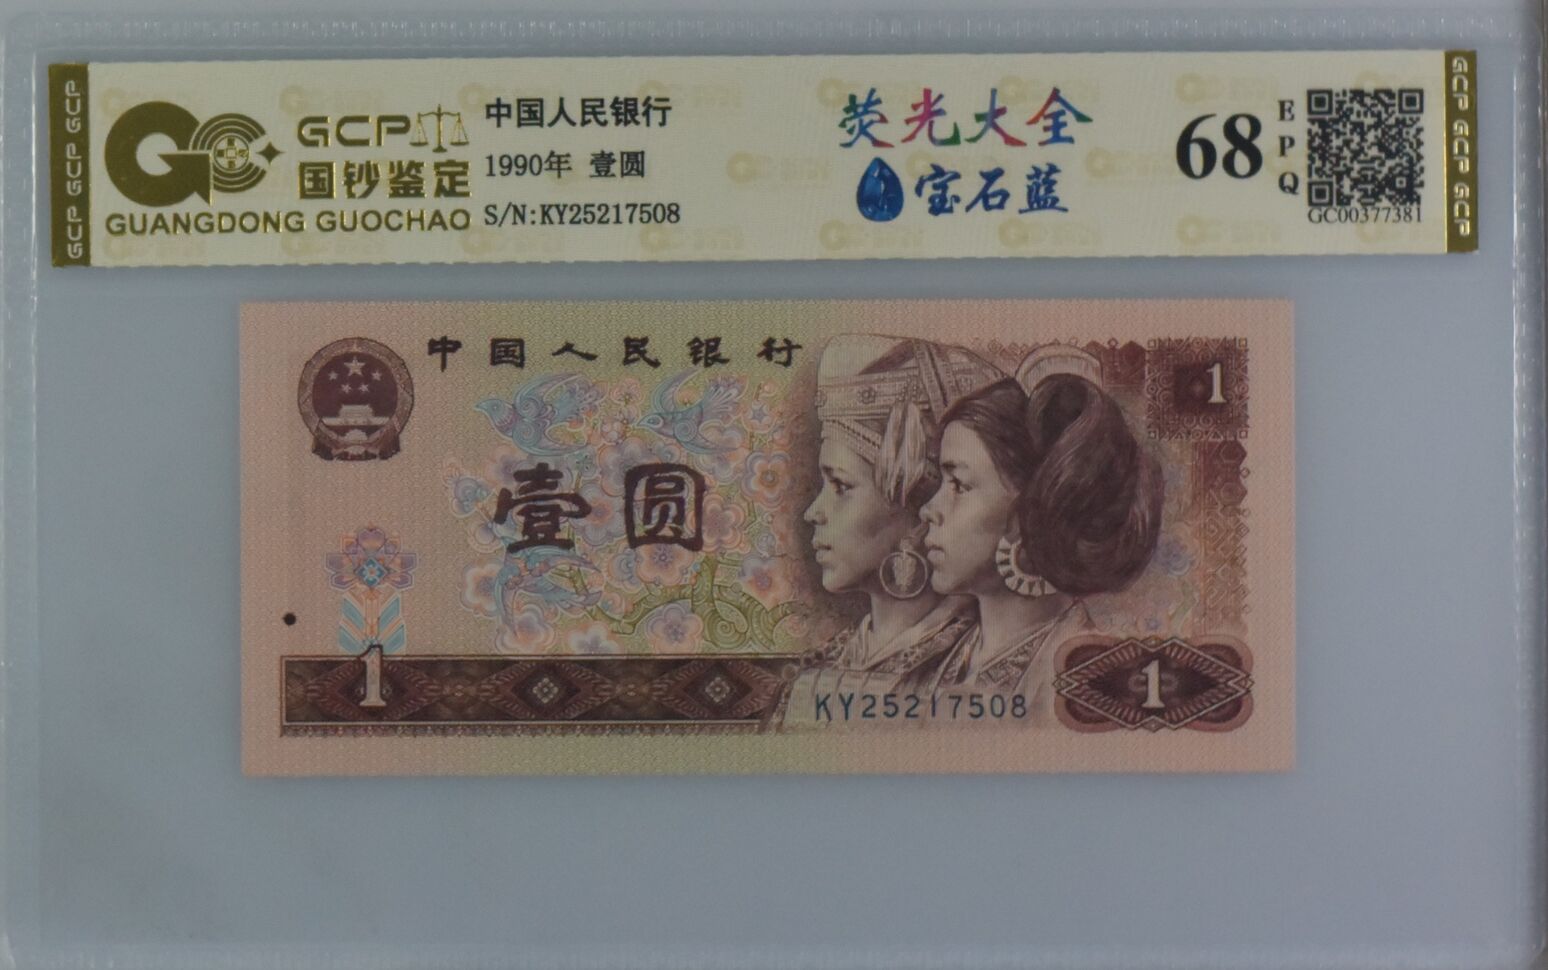 GCP GCP GCP
GCP
国钞鉴定
GUANGDONG GUOCHAO
中国人民银行
1990年 壹圆
S/N:KY25217508
荧光大全
宝石蓝
68
EPQ
GC00377381
GCP GCP GCP
中国人民银行
1
壹圆
1
KY25217508
1